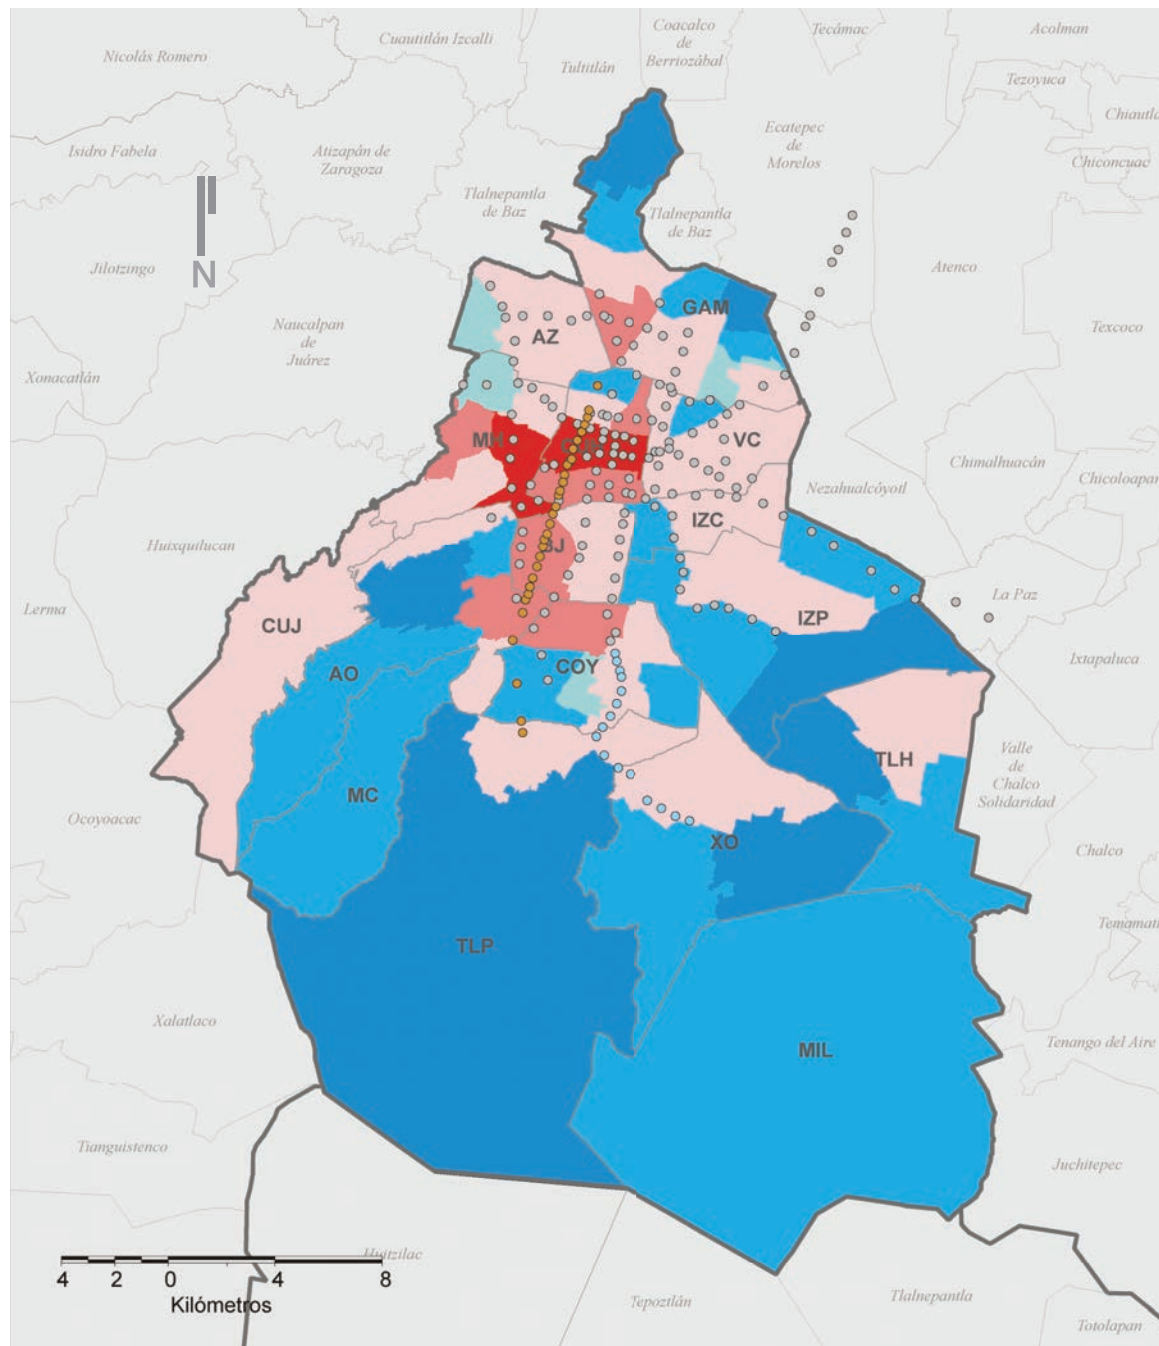 Nicolás Romero
Cuautitlán Izcalli
Coacalco
de
Berriozábal
Tecámac
Acolman
Tultitlán
Tezoyuca
Isidro Fabela
Atizapán de
Zaragoza
Ecatepec
de
Morelos
Chiconcuac
Tlalnepantla
de Baz
Tlalnepantla
de Baz
N
Jilotzingo
Atenco
Naucalpan
de
Juárez
GAM
AZ
Texcoco
Xonacatlán
MH
VC
Chimalhuacán
Nezahualcóyotl
Huixquilucan
IZC
BJ
Lerma
CUJ
IZP
La Paz
AO
COY
Ixtapaluca
MC
TLH
Valle
de
Chalco
Solidaridad
Ocoyoacac
XO
Chalco
TLP
Xalatlaco
MIL
Tenango del Aire
Tianguistenco
Juchitepec
Huitzilac
4 2 0 4 8
Kilómetros
Tepoztlán
Tlalnepantla
Totolapan